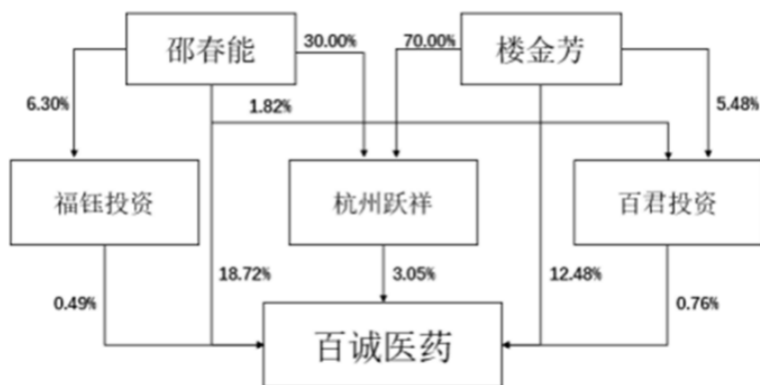 邵春能
30.00%
70.00%
楼金芳
6.30%
1.82%
5.48%
福钰投资
杭州跃祥
百君投资
0.49%
18.72%
3.05%
12.48%
0.76%
百诚医药